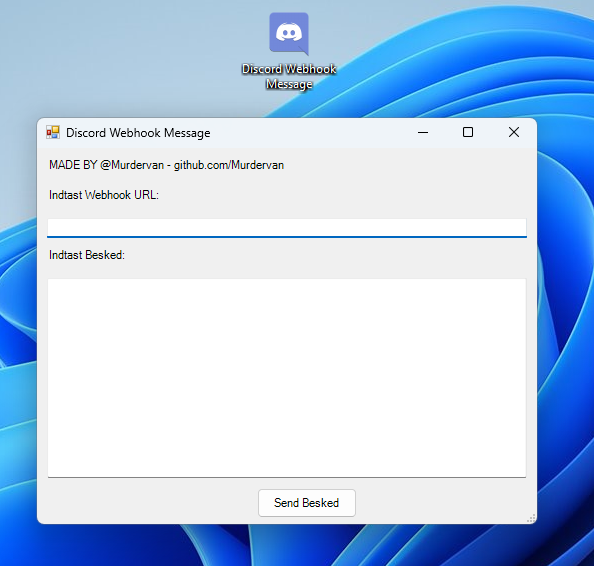 Discord Webhook
Message
Discord Webhook Message
MADE BY @Murdervan - github.com/Murdervan
Indtast Webhook URL:
Indtast Besked:
Send Besked